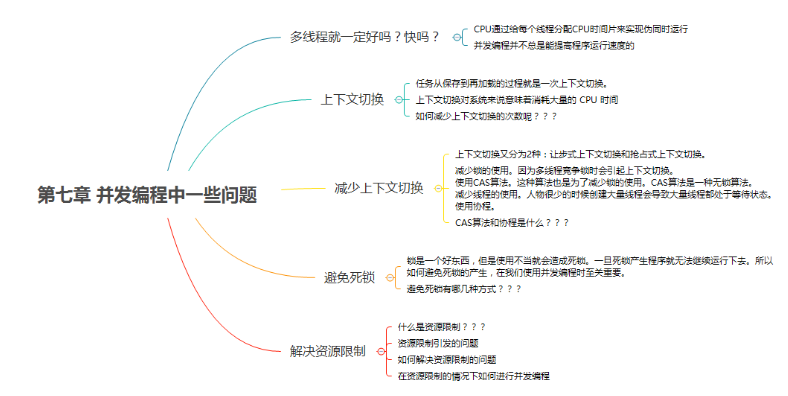 第七章 并发编程中一些问题
多线程就一定好吗？快吗？
CPU通过给每个线程分配CPU时间片来实现伪同时运行
并发编程并不总是能提高程序运行速度的
上下文切换
任务从保存到再加载的过程就是一次上下文切换。
上下文切换对系统来说意味着消耗大量的 CPU 时间
如何减少上下文切换的次数呢？？？
减少上下文切换
上下文切换又分为2种：让步式上下文切换和抢占式上下文切换。
减少锁的使用。因为多线程竞争锁时会引起上下文切换。
使用CAS算法。这种算法也是为了减少锁的使用。CAS算法是一种无锁算法。
减少线程的使用。人物很少的时候创建大量线程会导致大量线程都处于等待状态。
使用协程。
CAS算法和协程是什么？？？
避免死锁
锁是一个好东西，但是使用不当就会造成死锁。一旦死锁产生程序就无法继续运行下去。所以
如何避免死锁的产生，在我们使用并发编程时至关重要。
避免死锁有哪几种方式？？？
解决资源限制
什么是资源限制？？？
资源限制引发的问题
如何解决资源限制的问题
在资源限制的情况下如何进行并发编程